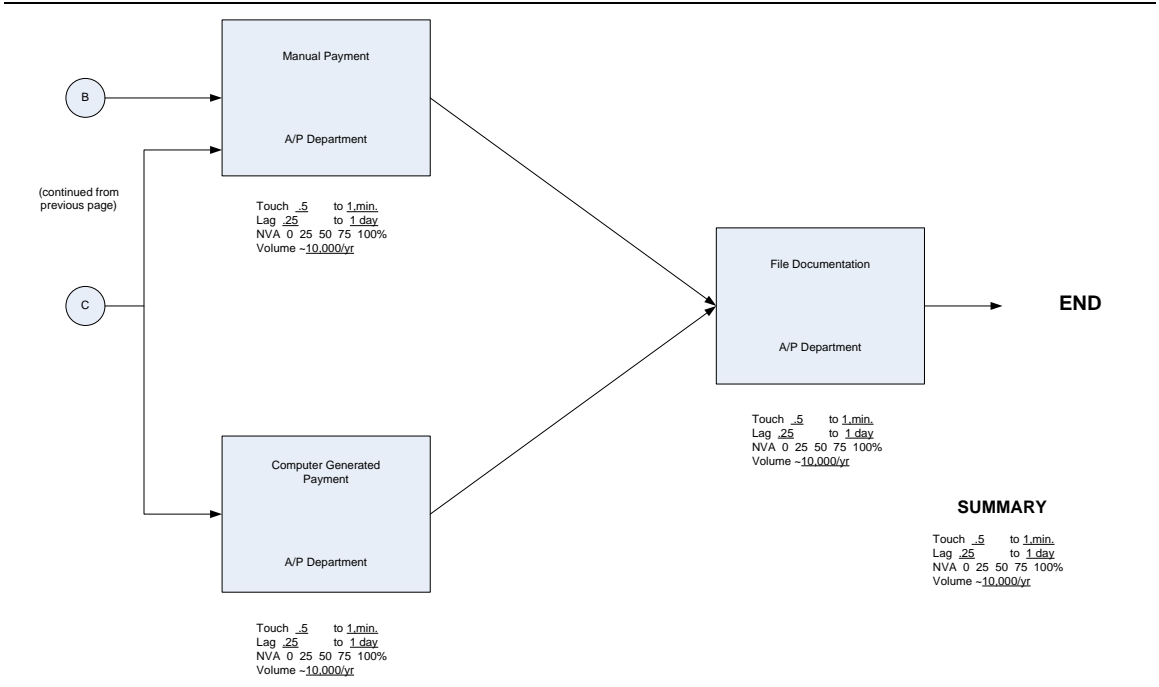 Manual Payment
B
A/P Department
(continued from
previous page)
Touch .5 to 1.min.
Lag .25 to 1 day
NVA 0 25 50 75 100%
Volume ~10,000/yr
File Documentation
C
END
A/P Department
Touch .5 to 1.min.
Lag .25 to 1 day
NVA 0 25 50 75 100%
Volume ~10,000/yr
Computer Generated
Payment
A/P Department
SUMMARY
Touch .5 to 1.min.
Lag .25 to 1 day
NVA 0 25 50 75 100%
Volume ~10,000/yr
Touch .5 to 1.min.
Lag .25 to 1 day
NVA 0 25 50 75 100%
Volume ~10,000/yr